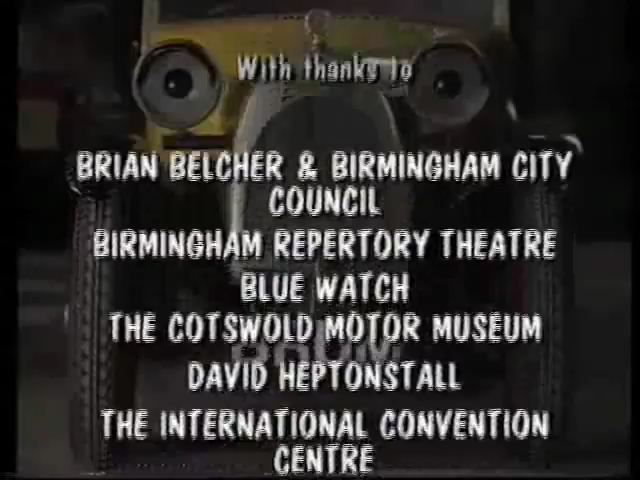 With thanks to
BRIAN BELCHER & BIRMINGHAM CITY
COUNCIL
BIRMINGHAM REPERTORY THEATRE
BLUE WATCH
THE COTSWOLD MOTOR MUSEUM
BRUM
DAVID HEPTONSTALL
THE INTERNATIONAL CONVENTION
CENTRE